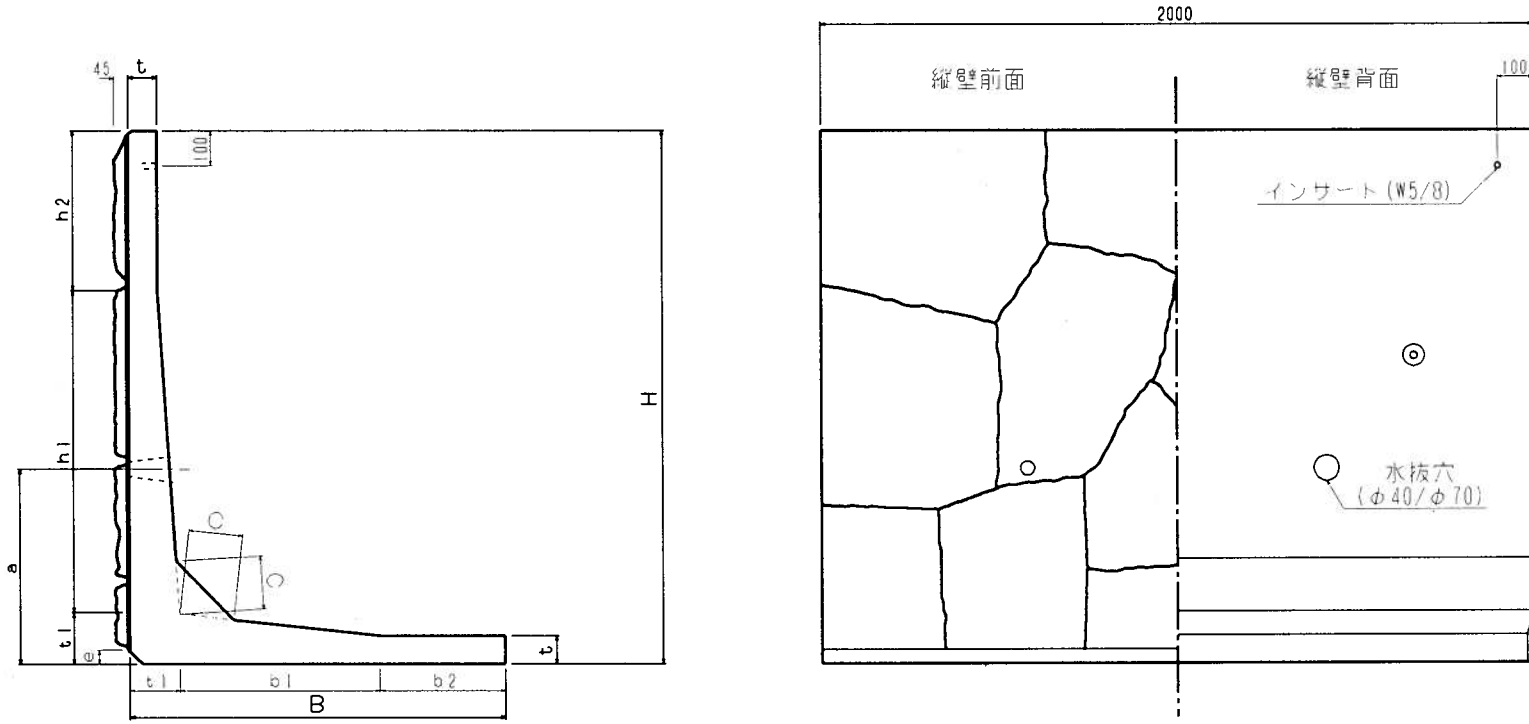 45
t
100
h2
h1
a
t1
e
C
C
t1
b1
b2
B
t
H
2000
縦壁前面
縦壁背面
100
インサート(W5/8)
水抜穴
(φ40/φ70)